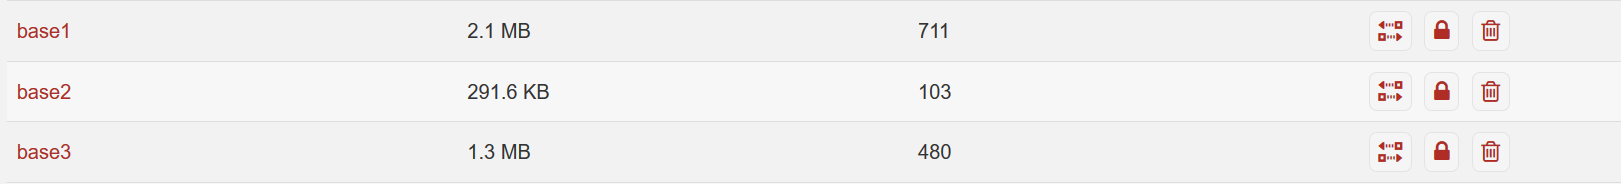 base1 2.1 MB 711
base2 291.6 KB 103
base3 1.3 MB 480